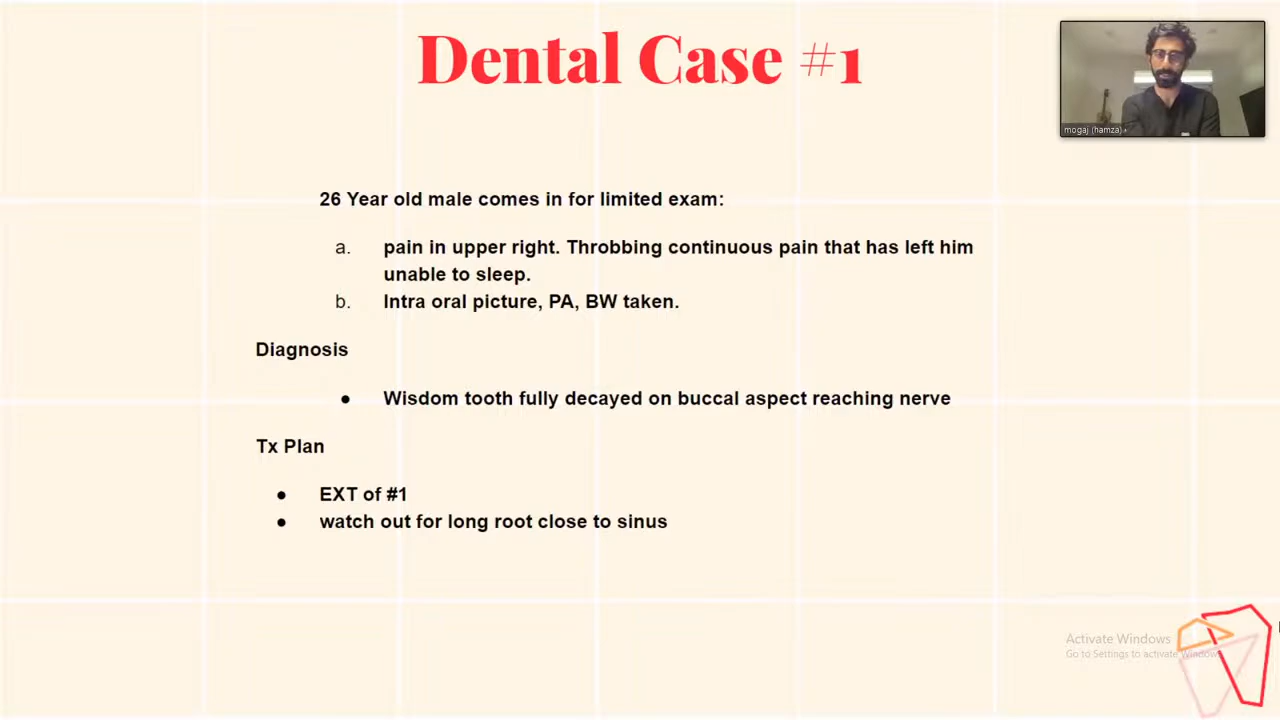 Dental Case #1
mogaj (hamza)
26 Year old male comes in for limited exam:
a. pain in upper right. Throbbing continuous pain that has left him
unable to sleep.
b. Intra oral picture, PA, BW taken.
Diagnosis
● Wisdom tooth fully decayed on buccal aspect reaching nerve
Tx Plan
● EXT of #1
● watch out for long root close to sinus
Activate Windows
Go to Settings to activate Windows